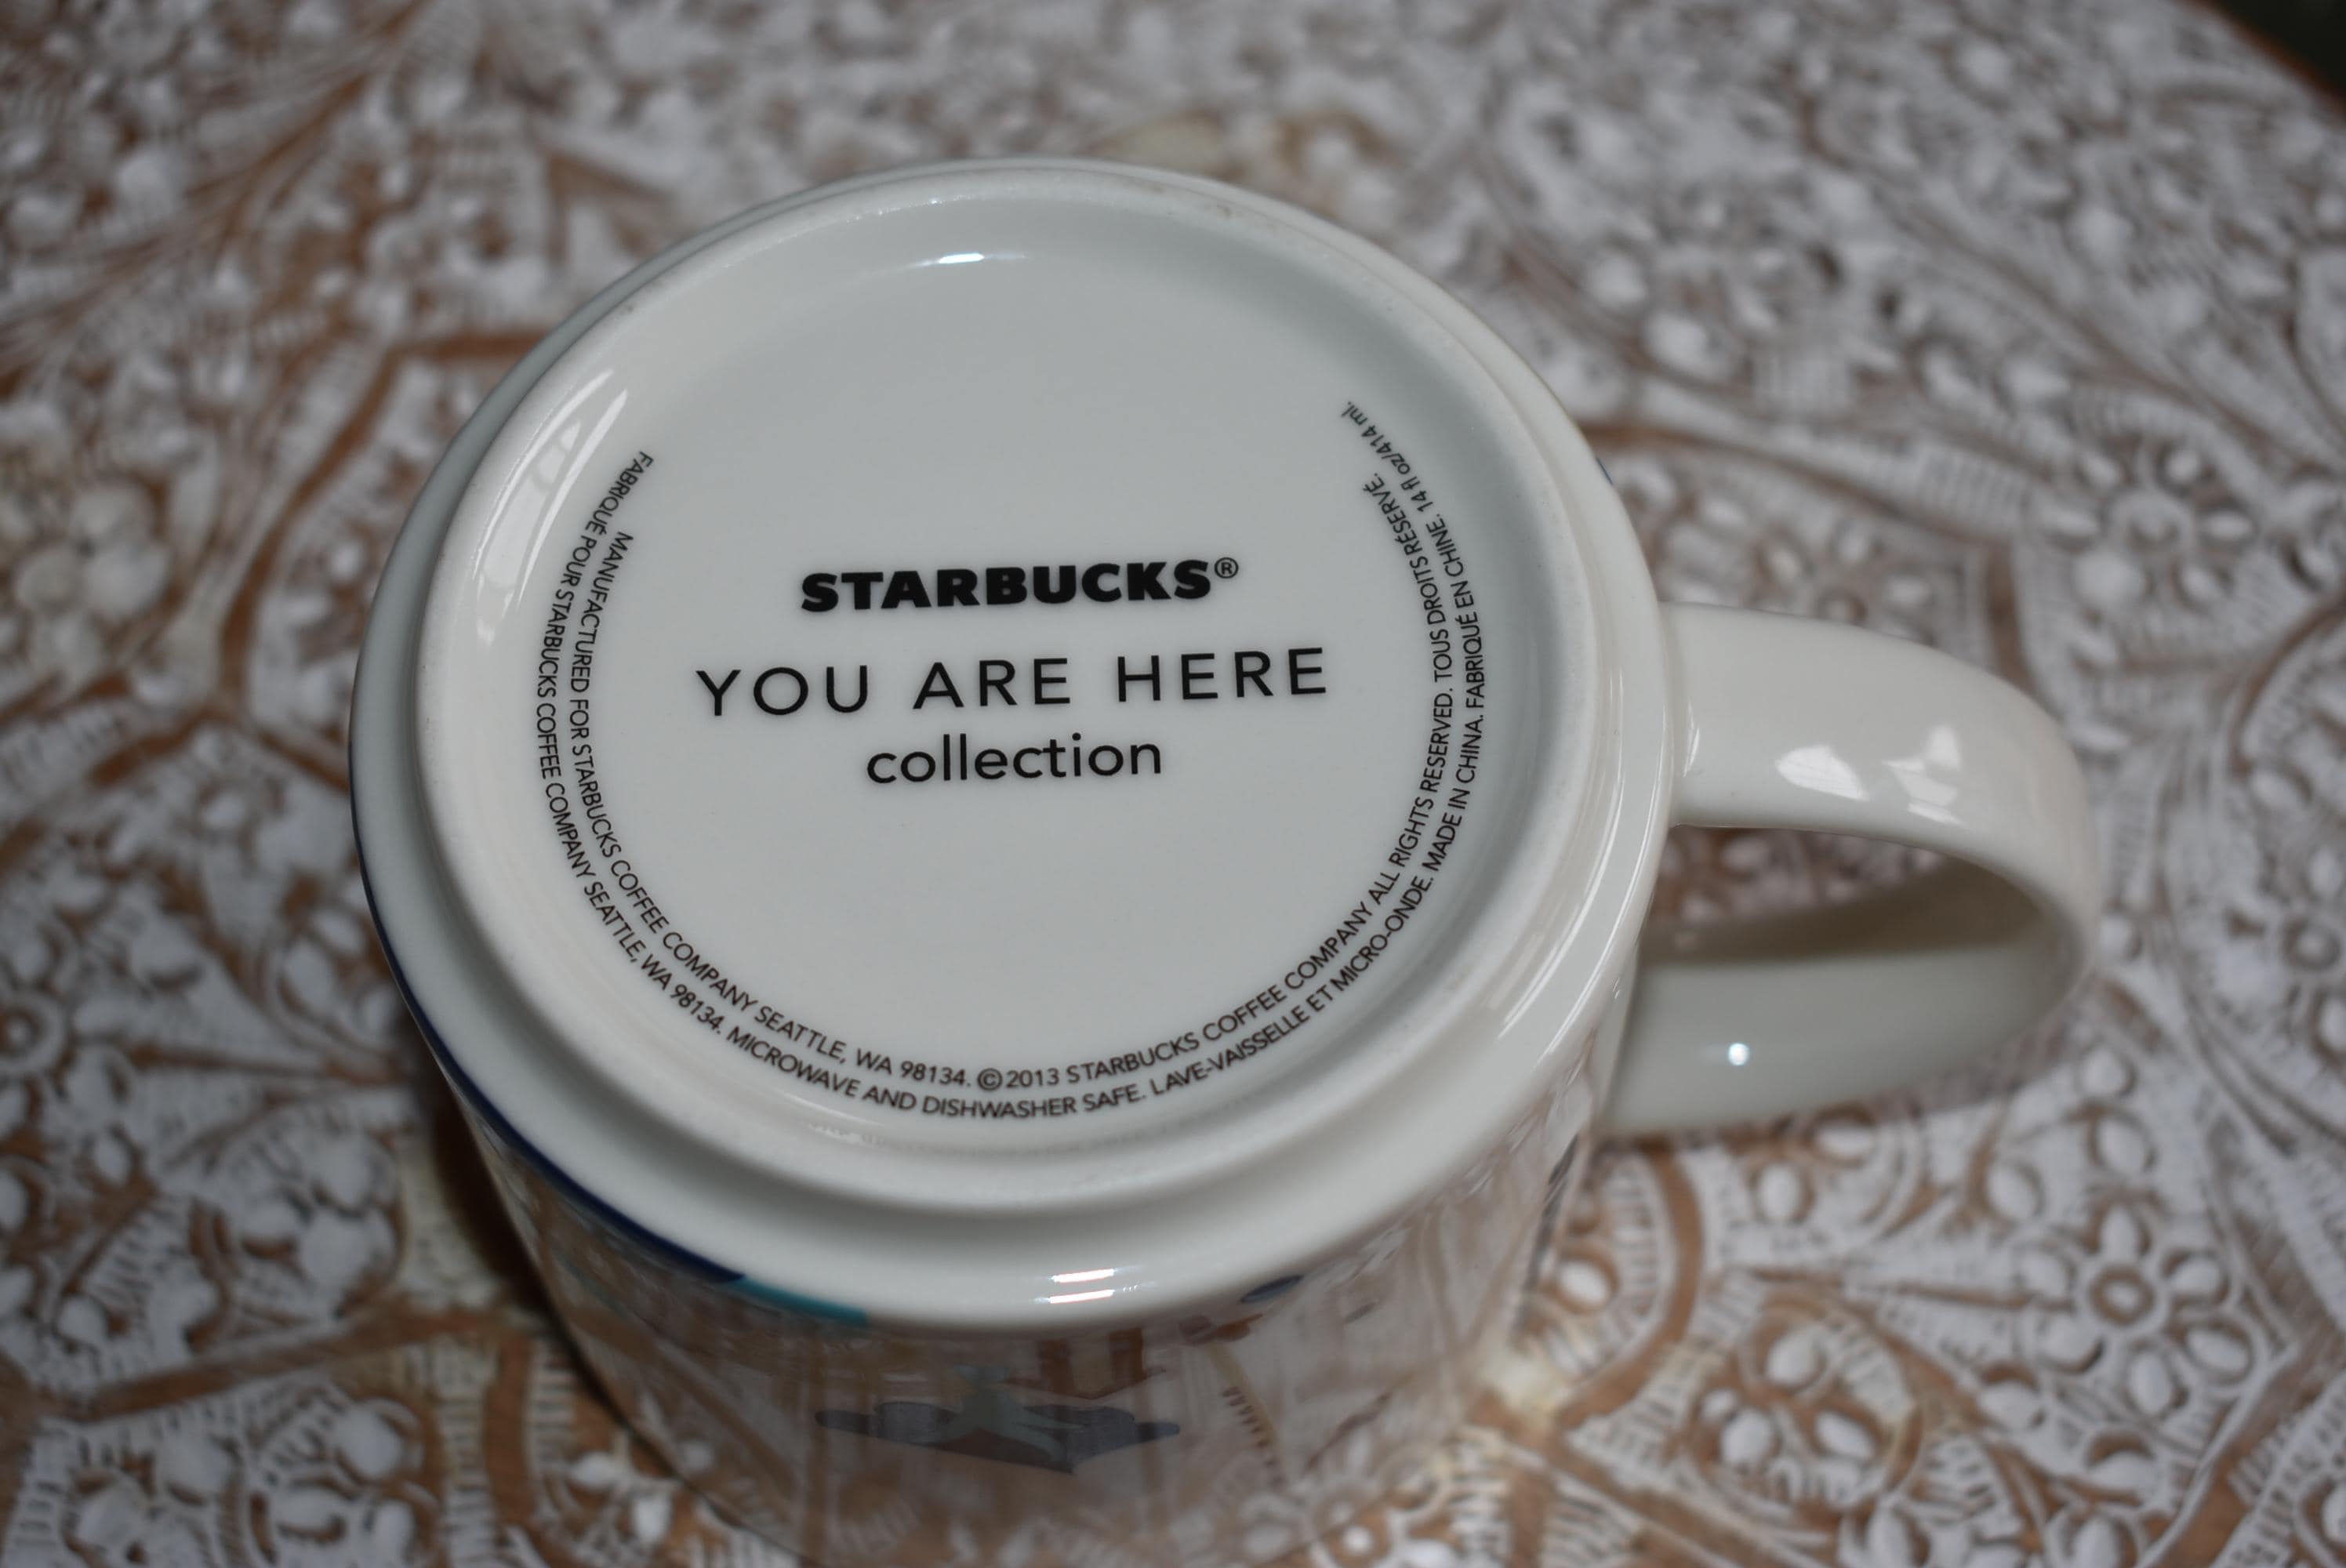 STARBUCKS®
YOU ARE HERE
collection
MANUFACTURED FOR STARBUCKS COFFEE COMPANY SEATTLE, WA 98134. ©2013 STARBUCKS COFFEE COMPANY ALL RIGHTS RESERVED. TOUS DROITS RÉSERVÉ.
FABRIQUÉ POUR STARBUCKS COFFEE COMPANY SEATTLE, WA 98134. MICROWAVE AND DISHWASHER SAFE. LAVE-VAISSELLE ET MICRO-ONDE. MADE IN CHINA. FABRIQUÉ EN CHINE. 14 fl oz/414 ml.